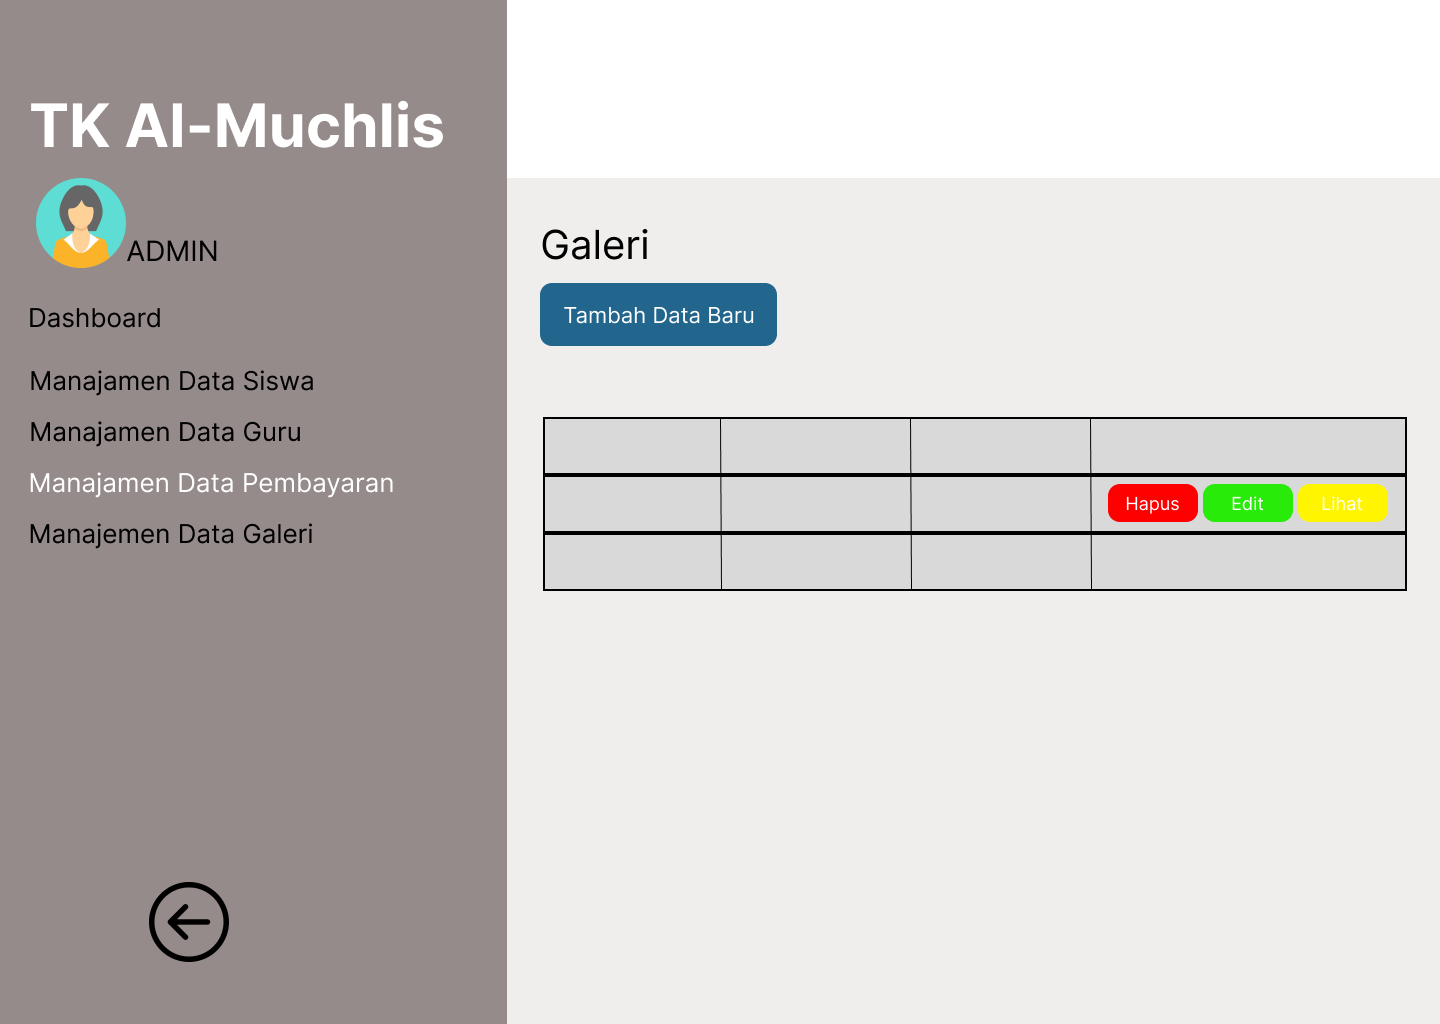 TK Al-Muchlis
ADMIN
Dashboard
Manajamen Data Siswa
Manajamen Data Guru
Manajamen Data Pembayaran
Manajemen Data Galeri
Galeri
Tambah Data Baru
Hapus Edit Lihat